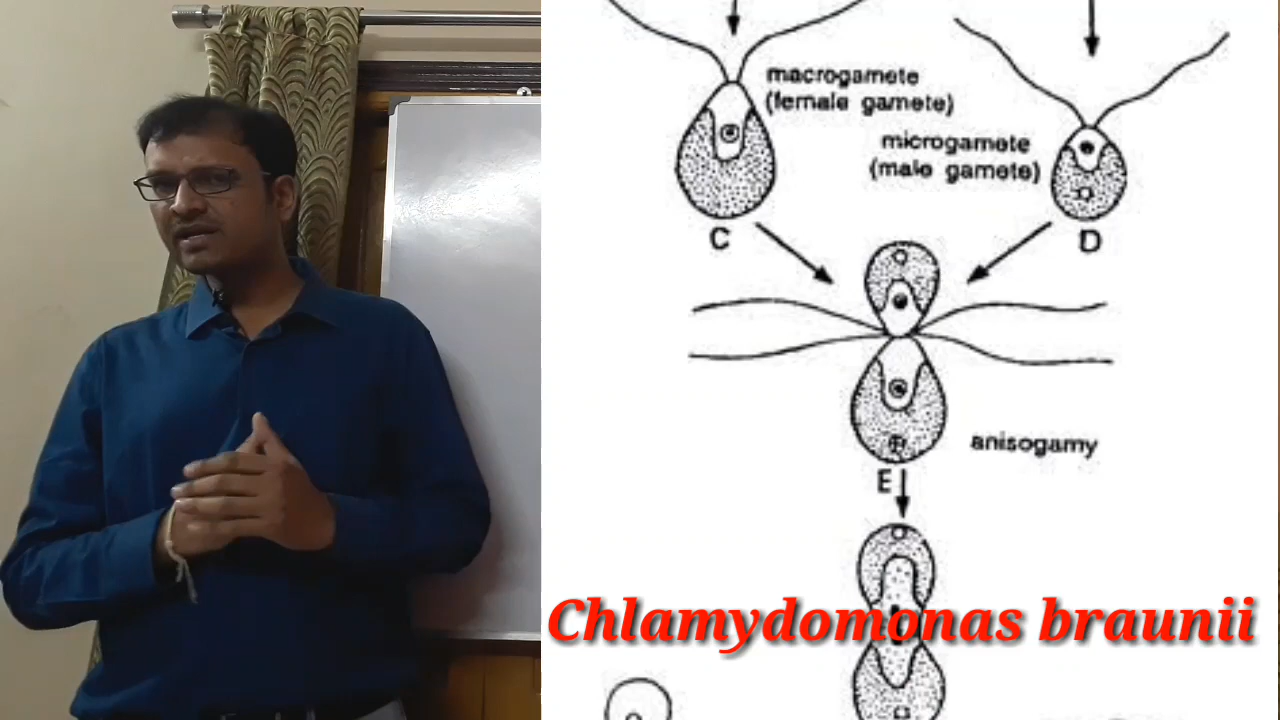 macrogamete
(female gamete)
microgamete
(male gamete)
C
D
E
anisogamy
Chlamydomonas braunii